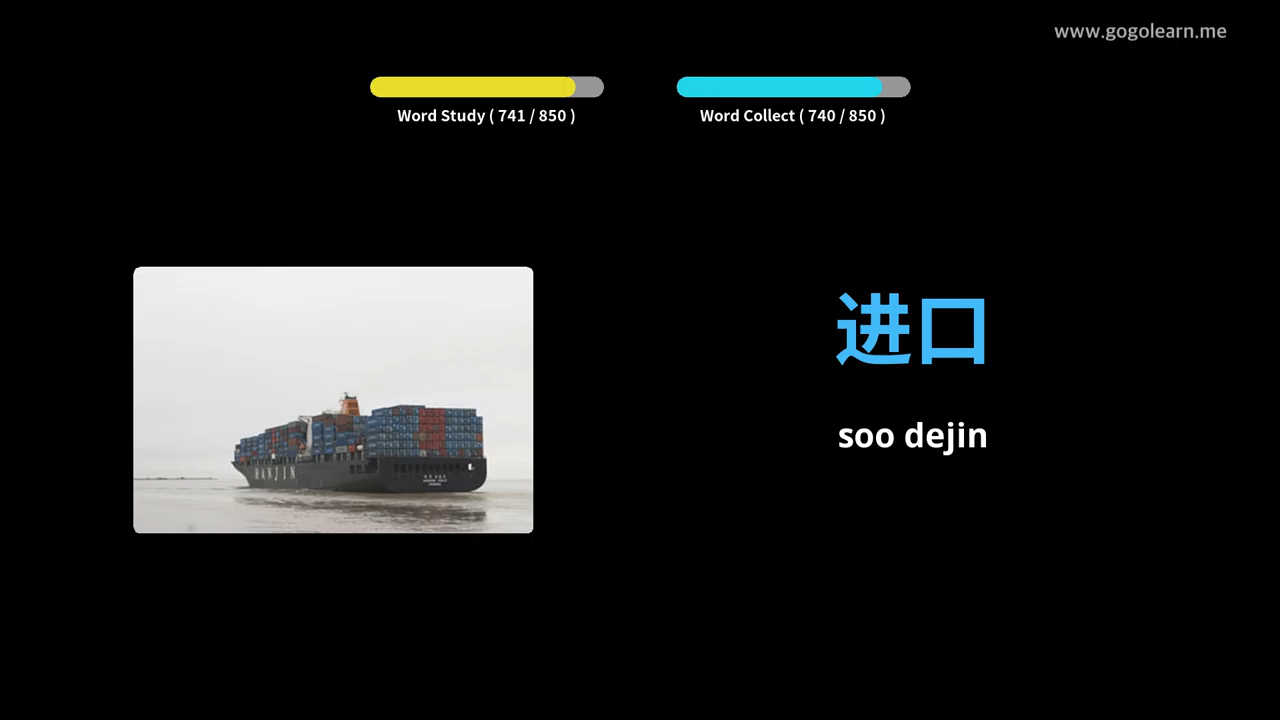 www.gogolearn.me
Word Study ( 741 / 850 )
Word Collect ( 740 / 850 )
进口
soo dejin
HANJIN